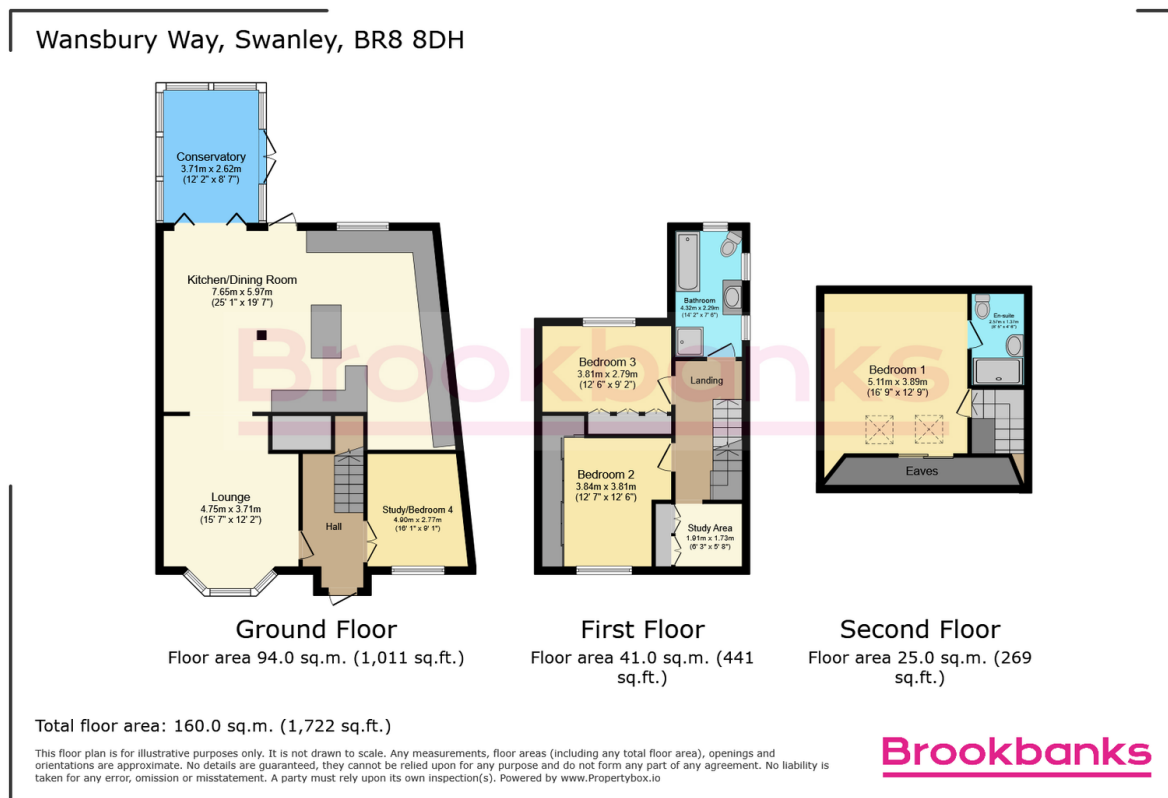 Wansbury Way, Swanley, BR8 8DH
Conservatory
3.71m x 2.62m
(12' 2" x 8' 7")
Kitchen/Dining Room
7.65m x 5.97m
(25' 1" x 19' 7")
Lounge
4.75m x 3.71m
(15' 7" x 12' 2")
Hall
Study/Bedroom 4
4.90m x 2.77m
(16' 1" x 9' 1")
Bathroom
4.32m x 2.29m
(14' 2" x 7' 6")
Bedroom 3
3.81m x 2.79m
(12' 6" x 9' 2")
Landing
Bedroom 2
3.84m x 3.81m
(12' 7" x 12' 6")
Study Area
1.91m x 1.73m
(6' 3" x 5' 8")
En-suite
Bedroom 1
5.11m x 3.89m
(16' 9" x 12' 9")
Eaves
Brookbanks
Ground Floor
Floor area 94.0 sq.m. (1,011 sq.ft.)
First Floor
Floor area 41.0 sq.m. (441
sq.ft.)
Second Floor
Floor area 25.0 sq.m. (269
sq.ft.)
Total floor area: 160.0 sq.m. (1,722 sq.ft.)
This floor plan is for illustrative purposes only. It is not drawn to scale. Any measurements, floor areas (including any total floor area), openings and
orientations are approximate. No details are guaranteed, they cannot be relied upon for any purpose and do not form any part of any agreement. No liability is
taken for any error, omission or misstatement. A party must rely upon its own inspection(s). Powered by www.Propertybox.io
Brookbanks